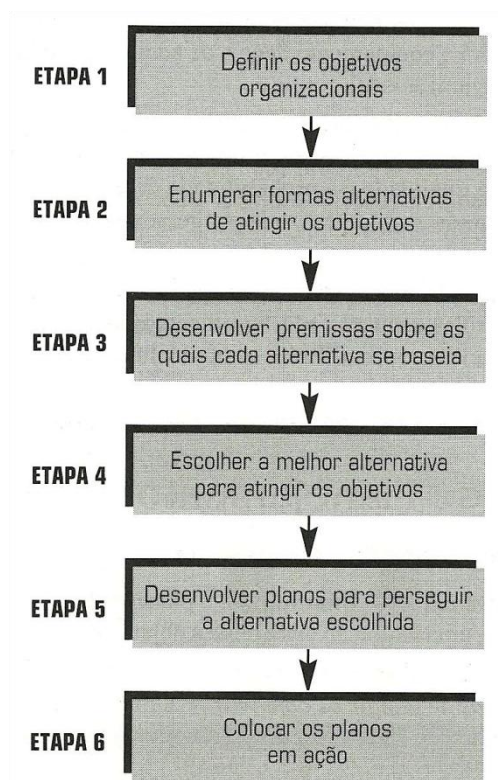 ETAPA 1
Definir os objetivos
organizacionais
ETAPA 2
Enumerar formas alternativas
de atingir os objetivos
ETAPA 3
Desenvolver premissas sobre as
quais cada alternativa se baseia
ETAPA 4
Escolher a melhor alternativa
para atingir os objetivos
ETAPA 5
Desenvolver planos para perseguir
a alternativa escolhida
ETAPA 6
Colocar os planos
em ação